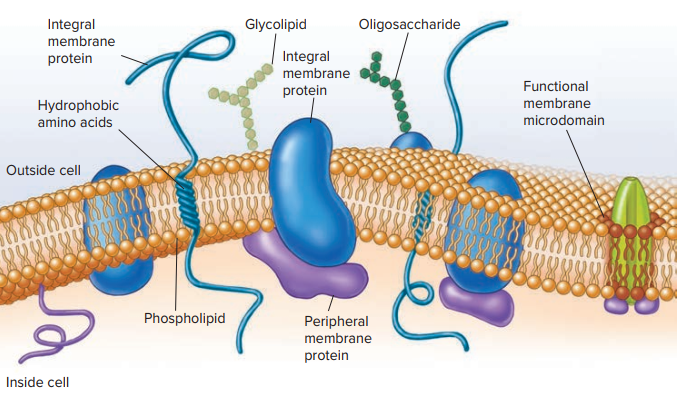 Integral
membrane
protein
Glycolipid
Oligosaccharide
Integral
membrane
protein
Functional
membrane
microdomain
Hydrophobic
amino acids
Outside cell
Phospholipid
Peripheral
membrane
protein
Inside cell